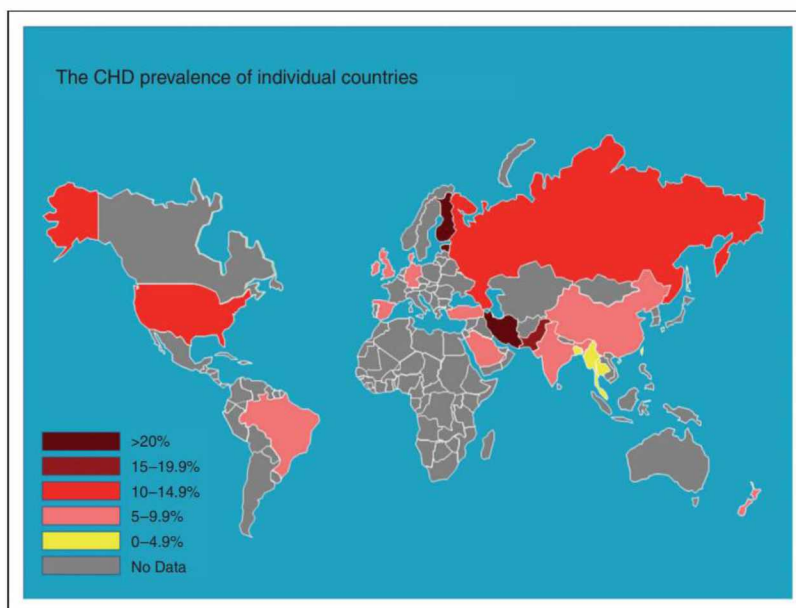 The CHD prevalence of individual countries
>20%
15–19.9%
10–14.9%
5–9.9%
0–4.9%
No Data